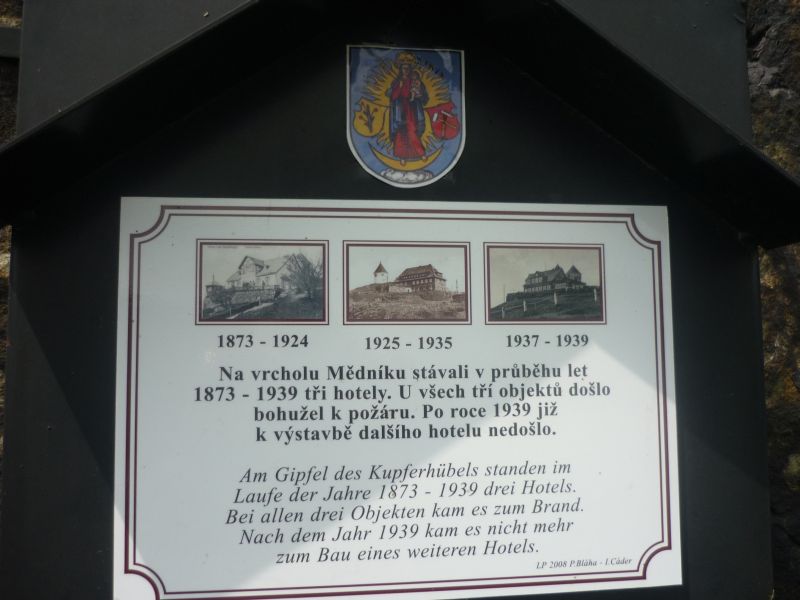 1873 - 1924
1925 - 1935
1937 - 1939
Na vrcholu Mědníku stávali v průběhu let
1873 - 1939 tři hotely. U všech tří objektů došlo
bohužel k požáru. Po roce 1939 již
k výstavbě dalšího hotelu nedošlo.
Am Gipfel des Kupferhübels standen im
Laufe der Jahre 1873 - 1939 drei Hotels.
Bei allen drei Objekten kam es zum Brand.
Nach dem Jahr 1939 kam es nicht mehr
zum Bau eines weiteren Hotels.
LP 2008 P.Bláha - I.Cáder